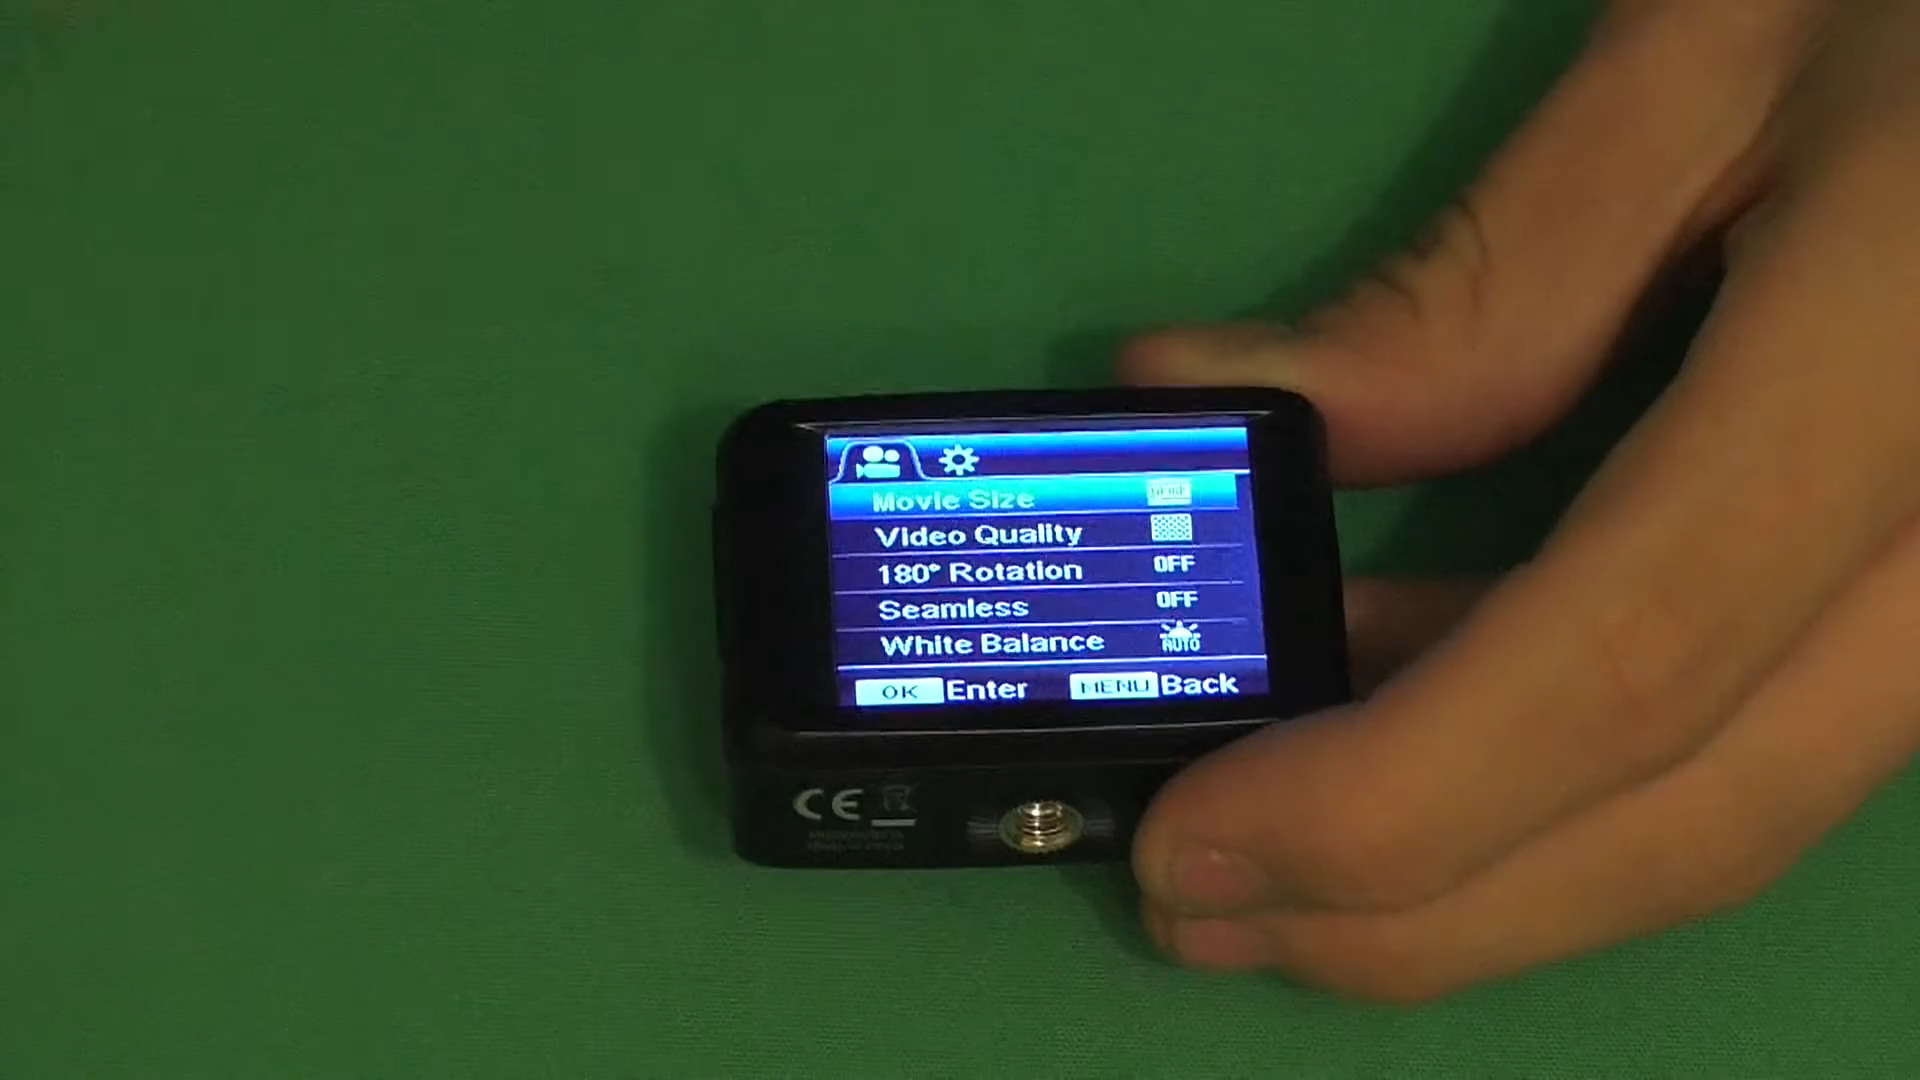 Movie Size
Video Quality
180° Rotation OFF
Seamless OFF
White Balance AUTO
OK Enter MENU Back
CE